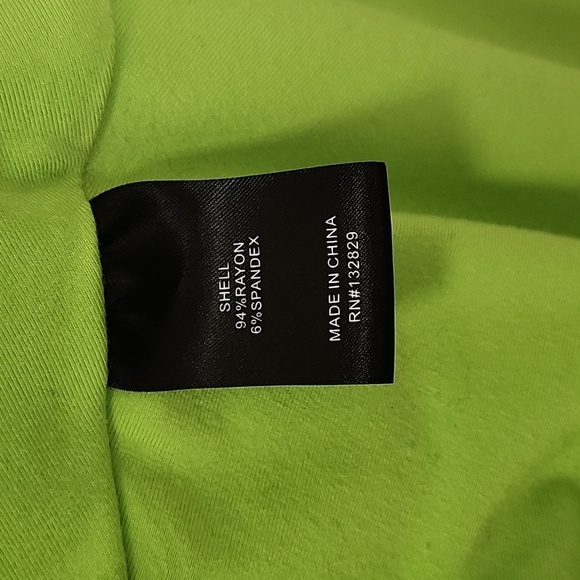 SHELL
94%RAYON
6%SPANDEX
MADE IN CHINA
RN#132829